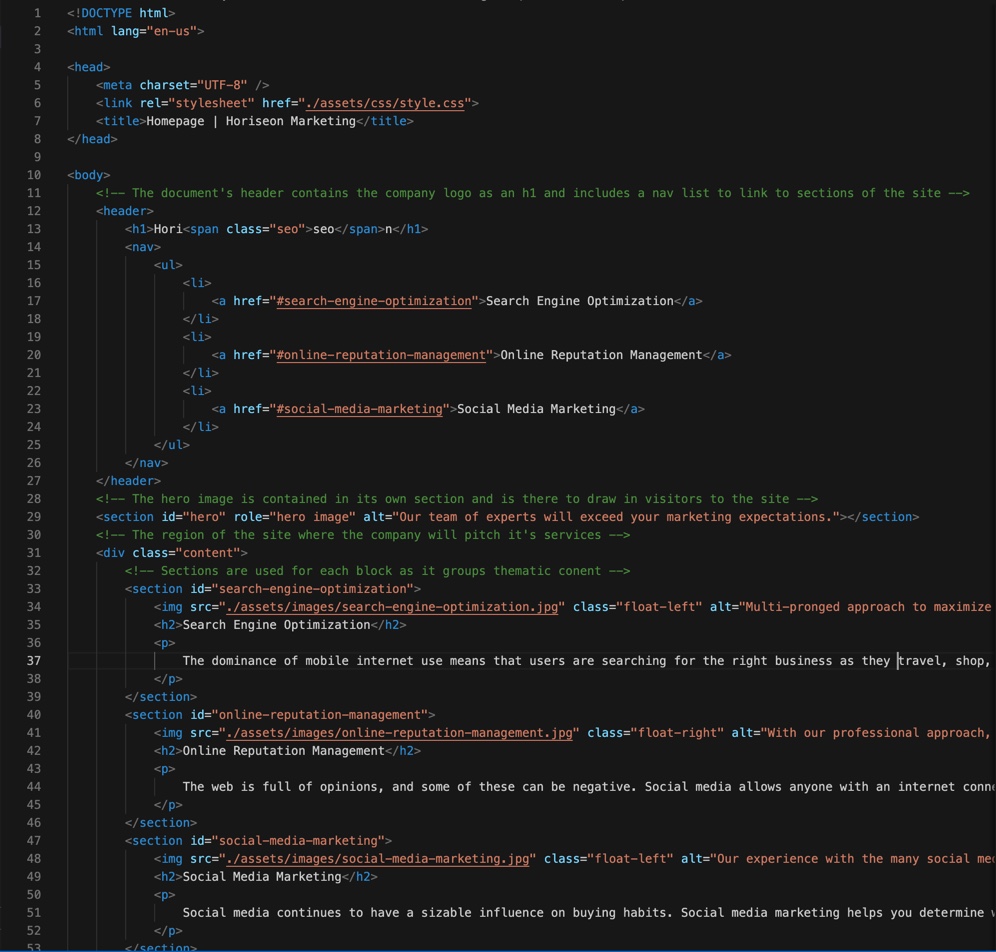 1 <!DOCTYPE html>
2 <html lang="en-us">
3
4 <head>
5 <meta charset="UTF-8" />
6 <link rel="stylesheet" href="./assets/css/style.css">
7 <title>Homepage | Horiseon Marketing</title>
8 </head>
9
10 <body>
11 <!-- The document's header contains the company logo as an h1 and includes a nav list to link to sections of the site -->
12 <header>
13 <h1>Hori<span class="seo">seo</span>n</h1>
14 <nav>
15 <ul>
16 <li>
17 <a href="#search-engine-optimization">Search Engine Optimization</a>
18 </li>
19 <li>
20 <a href="#online-reputation-management">Online Reputation Management</a>
21 </li>
22 <li>
23 <a href="#social-media-marketing">Social Media Marketing</a>
24 </li>
25 </ul>
26 </nav>
27 </header>
28 <!-- The hero image is contained in its own section and is there to draw in visitors to the site -->
29 <section id="hero" role="hero image" alt="Our team of experts will exceed your marketing expectations."></section>
30 <!-- The region of the site where the company will pitch it's services -->
31 <div class="content">
32 <!-- Sections are used for each block as it groups thematic conent -->
33 <section id="search-engine-optimization">
34 <img src="./assets/images/search-engine-optimization.jpg" class="float-left" alt="Multi-pronged approach to maximize
35 <h2>Search Engine Optimization</h2>
36 <p>
37 The dominance of mobile internet use means that users are searching for the right business as they travel, shop,
38 </p>
39 </section>
40 <section id="online-reputation-management">
41 <img src="./assets/images/online-reputation-management.jpg" class="float-right" alt="With our professional approach,
42 <h2>Online Reputation Management</h2>
43 <p>
44 The web is full of opinions, and some of these can be negative. Social media allows anyone with an internet
45 </p>
46 </section>
47 <section id="social-media-marketing">
48 <img src="./assets/images/social-media-marketing.jpg" class="float-left" alt="Our experience with the many social
49 <h2>Social Media Marketing</h2>
50 <p>
51 Social media continues to have a sizable influence on buying habits. Social media marketing helps you determine
52 </p>
53 </section>